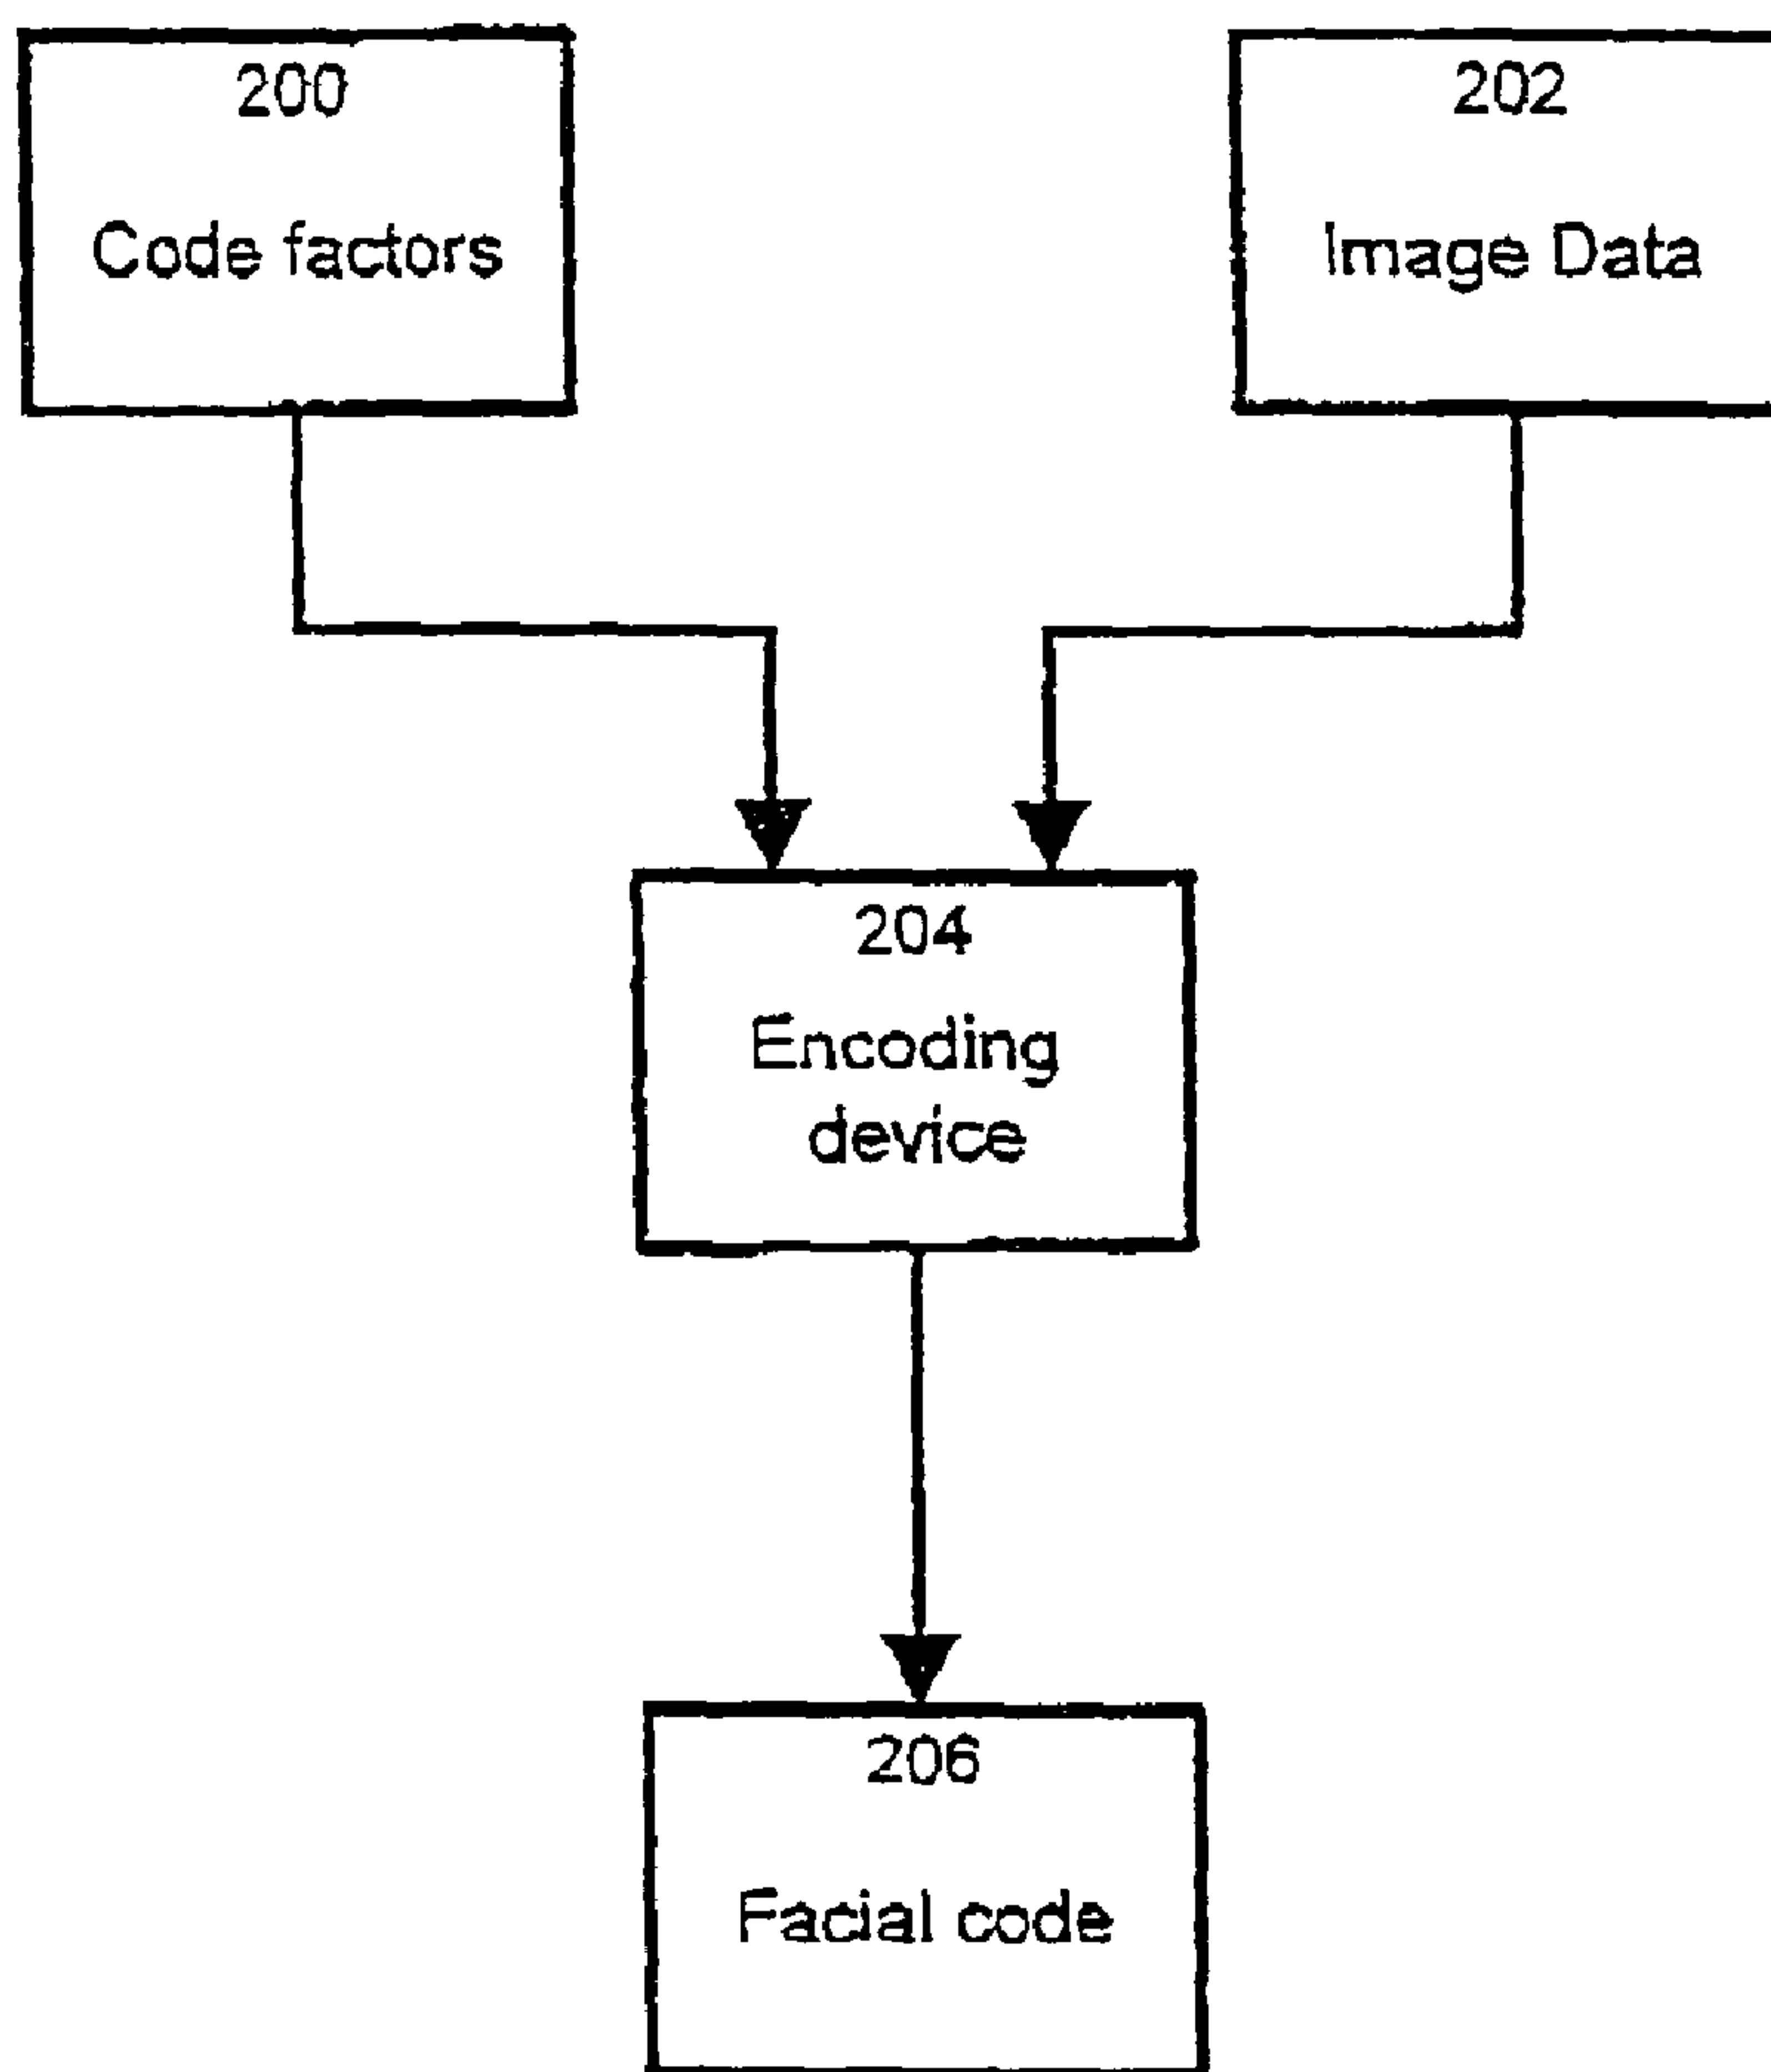 200
Code factors
202
Image Data
204
Encoding
device
206
Facial code